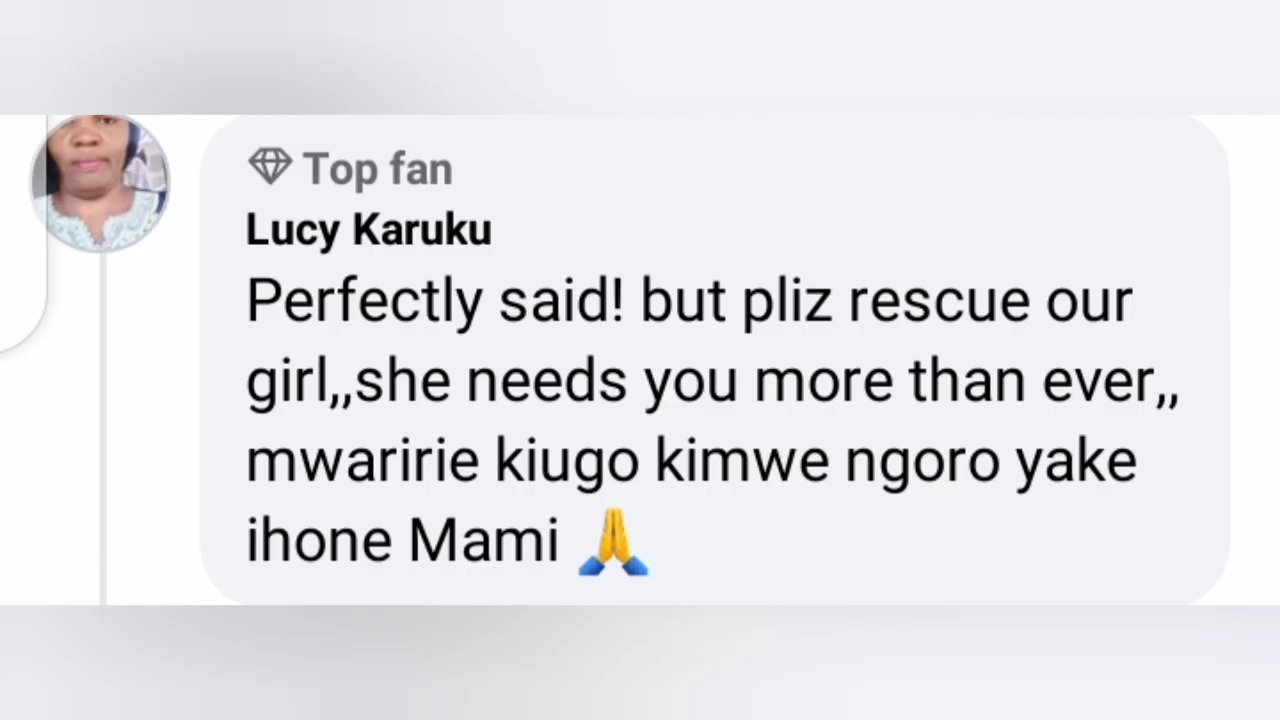 Top fan
Lucy Karuku
Perfectly said! but pliz rescue our
girl,,she needs you more than ever,,
mwaririe kiugo kimwe ngoro yake
ihone Mami 🙏